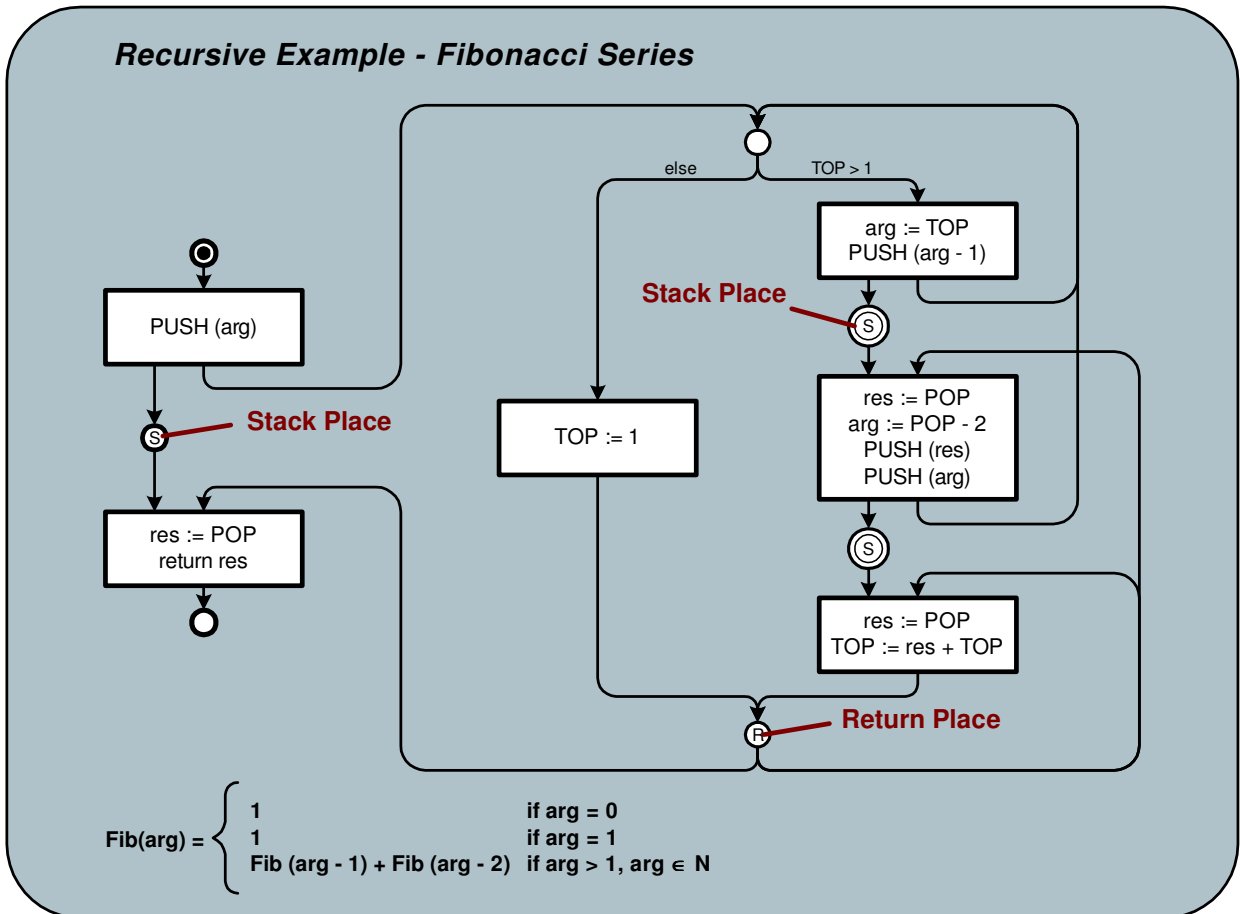 Recursive Example - Fibonacci Series
else
TOP > 1
arg := TOP
PUSH (arg - 1)
Stack Place
S
PUSH (arg)
res := POP
arg := POP - 2
PUSH (res)
PUSH (arg)
TOP := 1
S
Stack Place
S
res := POP
return res
res := POP
TOP := res + TOP
R
Return Place
Fib(arg) =
1 if arg = 0
1 if arg = 1
Fib (arg - 1) + Fib (arg - 2) if arg > 1, arg ∈ N